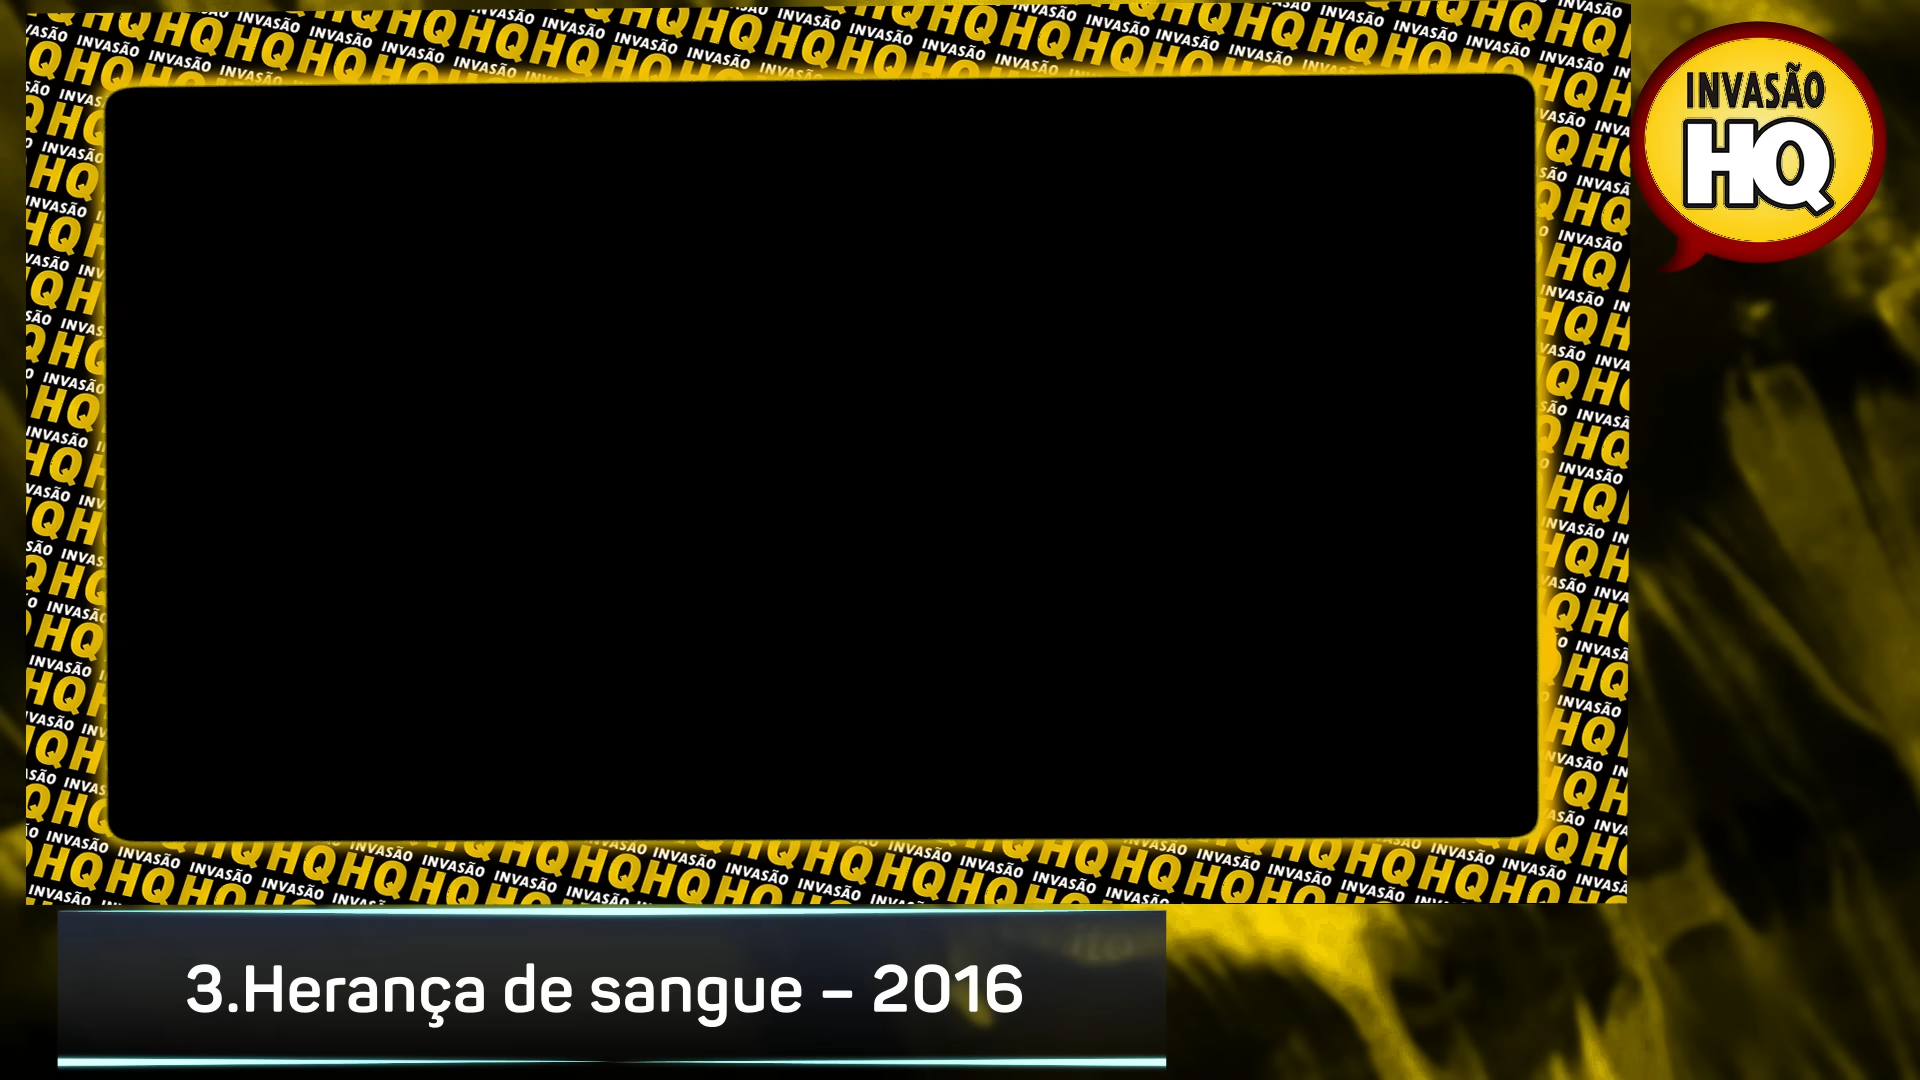 INVASÃO
HQ
3.Herança de sangue – 2016